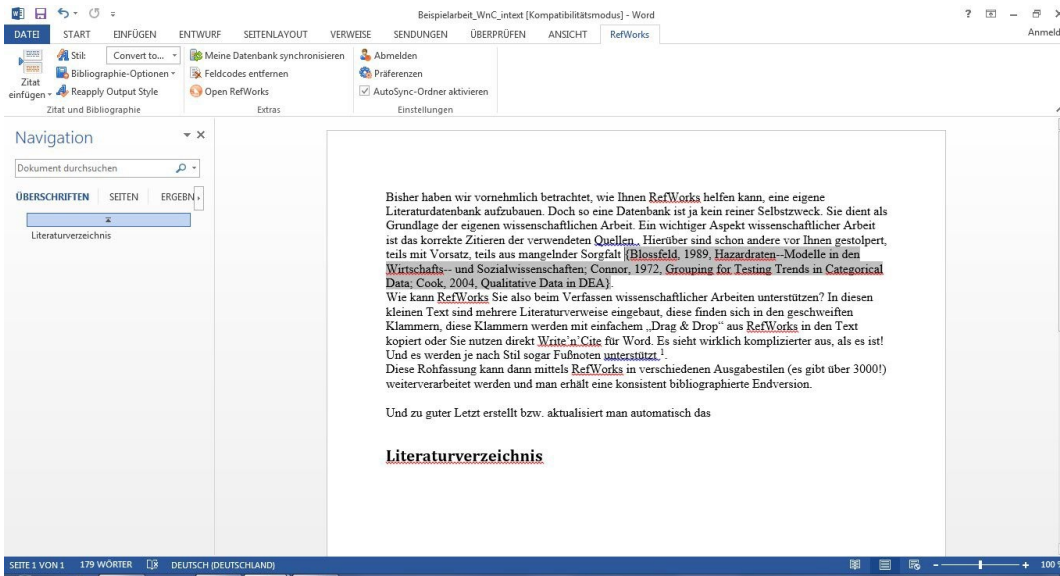 Beispielarbeit_WnC_intext [Kompatibilitätsmodus] - Word
DATEI START EINFÜGEN ENTWURF SEITENLAYOUT VERWEISE SENDUNGEN ÜBERPRÜFEN ANSICHT RefWorks Anmeld
Zitat einfügen
Stil: Convert to...
Bibliographie-Optionen
Reapply Output Style
Zitat und Bibliographie
Meine Datenbank synchronisieren
Feldcodes entfernen
Open RefWorks
Extras
Abmelden
Präferenzen
AutoSync-Ordner aktivieren
Einstellungen
Navigation
Dokument durchsuchen
ÜBERSCHRIFTEN SEITEN ERGEBN
Literaturverzeichnis
Bisher haben wir vornehmlich betrachtet, wie Ihnen RefWorks helfen kann, eine eigene
Literaturdatenbank aufzubauen. Doch so eine Datenbank ist ja kein reiner Selbstzweck. Sie dient als
Grundlage der eigenen wissenschaftlichen Arbeit. Ein wichtiger Aspekt wissenschaftlicher Arbeit
ist das korrekte Zitieren der verwendeten Quellen . Hierüber sind schon andere vor Ihnen gestolpert,
teils mit Vorsatz, teils aus mangelnder Sorgfalt {Blossfeld, 1989, Hazardraten--Modelle in den
Wirtschafts-- und Sozialwissenschaften; Connor, 1972, Grouping for Testing Trends in Categorical
Data; Cook, 2004, Qualitative Data in DEA}.
Wie kann RefWorks Sie also beim Verfassen wissenschaftlicher Arbeiten unterstützen? In diesen
kleinen Text sind mehrere Literaturverweise eingebaut, diese finden sich in den geschweiften
Klammern, diese Klammern werden mit einfachem „Drag & Drop“ aus RefWorks in den Text
kopiert oder Sie nutzen direkt Write’n’Cite für Word. Es sieht wirklich komplizierter aus, als es ist!
Und es werden je nach Stil sogar Fußnoten unterstützt ¹.
Diese Rohfassung kann dann mittels RefWorks in verschiedenen Ausgabestilen (es gibt über 3000!)
weiterverarbeitet werden und man erhält eine konsistent bibliographierte Endversion.
Und zu guter Letzt erstellt bzw. aktualisiert man automatisch das
Literaturverzeichnis
SEITE 1 VON 1 179 WÖRTER DEUTSCH (DEUTSCHLAND) 100